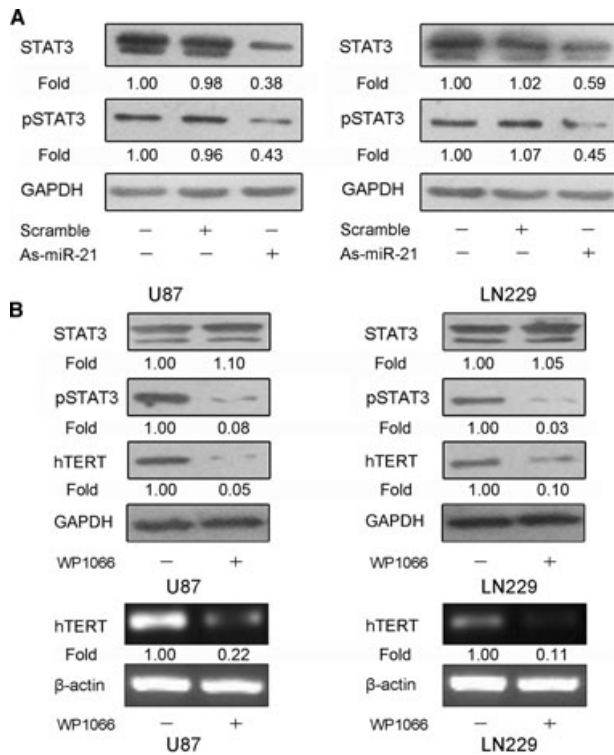 A
STAT3 STAT3
Fold 1.00 0.98 0.38 Fold 1.00 1.02 0.59
pSTAT3 pSTAT3
Fold 1.00 0.96 0.43 Fold 1.00 1.07 0.45
GAPDH GAPDH
Scramble — + — Scramble — + —
As-miR-21 — — + As-miR-21 — — +
U87 LN229
B
STAT3 STAT3
Fold 1.00 1.10 Fold 1.00 1.05
pSTAT3 pSTAT3
Fold 1.00 0.08 Fold 1.00 0.03
hTERT hTERT
Fold 1.00 0.05 Fold 1.00 0.10
GAPDH GAPDH
WP1066 — + WP1066 — +
U87 LN229
hTERT hTERT
Fold 1.00 0.22 Fold 1.00 0.11
β-actin β-actin
WP1066 — + WP1066 — +
U87 LN229